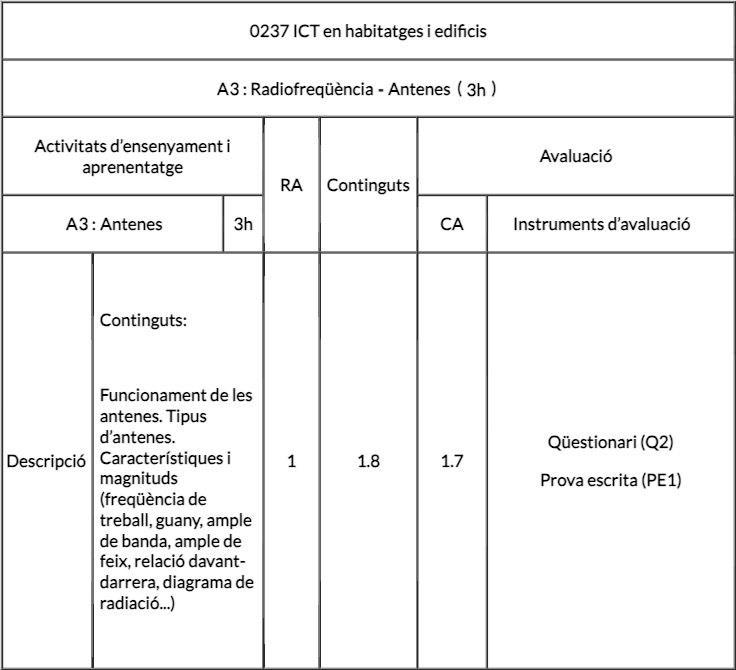 0237 ICT en habitatges i edificis
A3 : Radiofreqüència - Antenes ( 3h )
Activitats d’ensenyament i
aprenentatge
RA
Continguts
Avaluació
A3 : Antenes
3h
CA
Instruments d’avaluació
Descripció
Continguts:
Funcionament de les
antenes. Tipus
d’antenes.
Característiques i
magnituds
(freqüència de
treball, guany, ample
de banda, ample de
feix, relació davant-
darrera, diagrama de
radiació...)
1
1.8
1.7
Qüestionari (Q2)
Prova escrita (PE1)